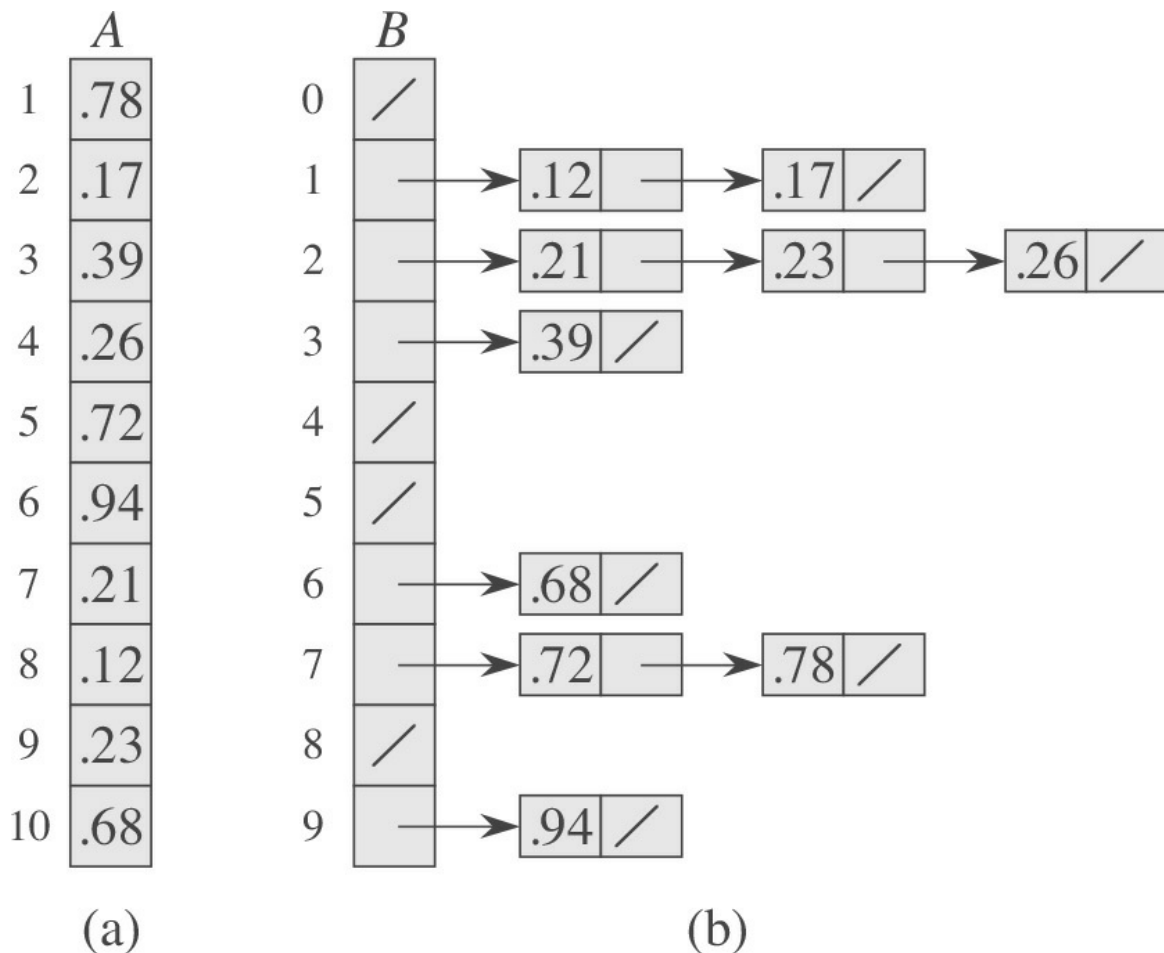 A B
1 .78 0
2 .17 1 .12 .17
3 .39 2 .21 .23 .26
4 .26 3 .39
5 .72 4
6 .94 5
7 .21 6 .68
8 .12 7 .72 .78
9 .23 8
10 .68 9 .94
(a) (b)